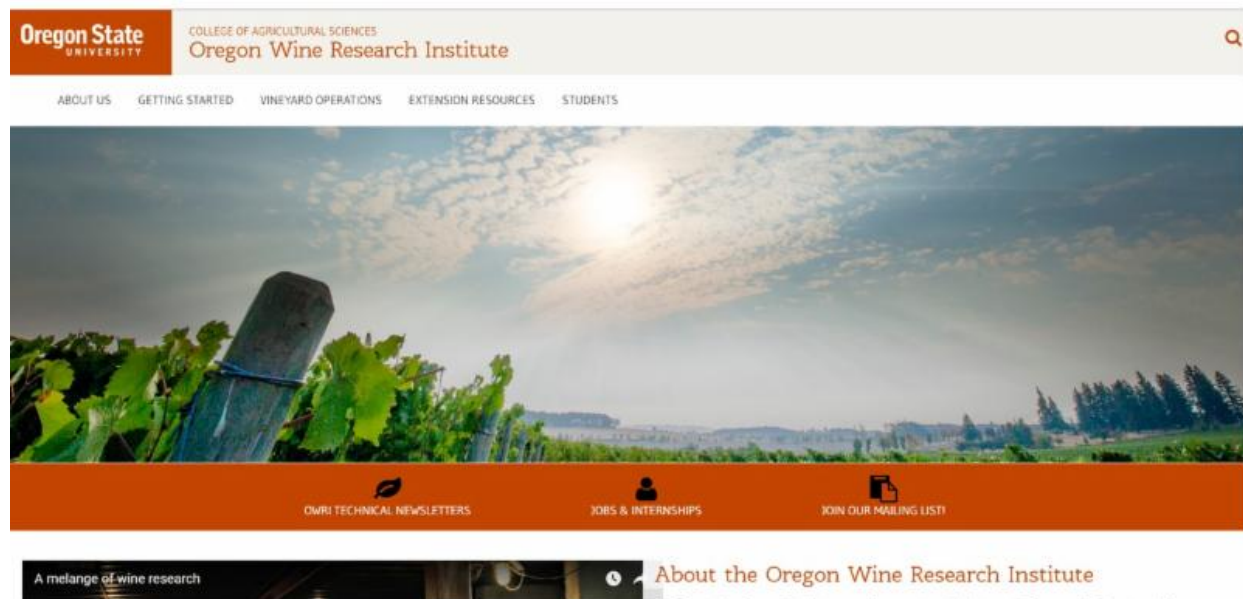 Oregon State
UNIVERSITY
COLLEGE OF AGRICULTURAL SCIENCES
Oregon Wine Research Institute
ABOUT US GETTING STARTED VINEYARD OPERATIONS EXTENSION RESOURCES STUDENTS
OWRI TECHNICAL NEWSLETTERS JOBS & INTERNSHIPS JOIN OUR MAILING LIST!
A melange of wine research
About the Oregon Wine Research Institute